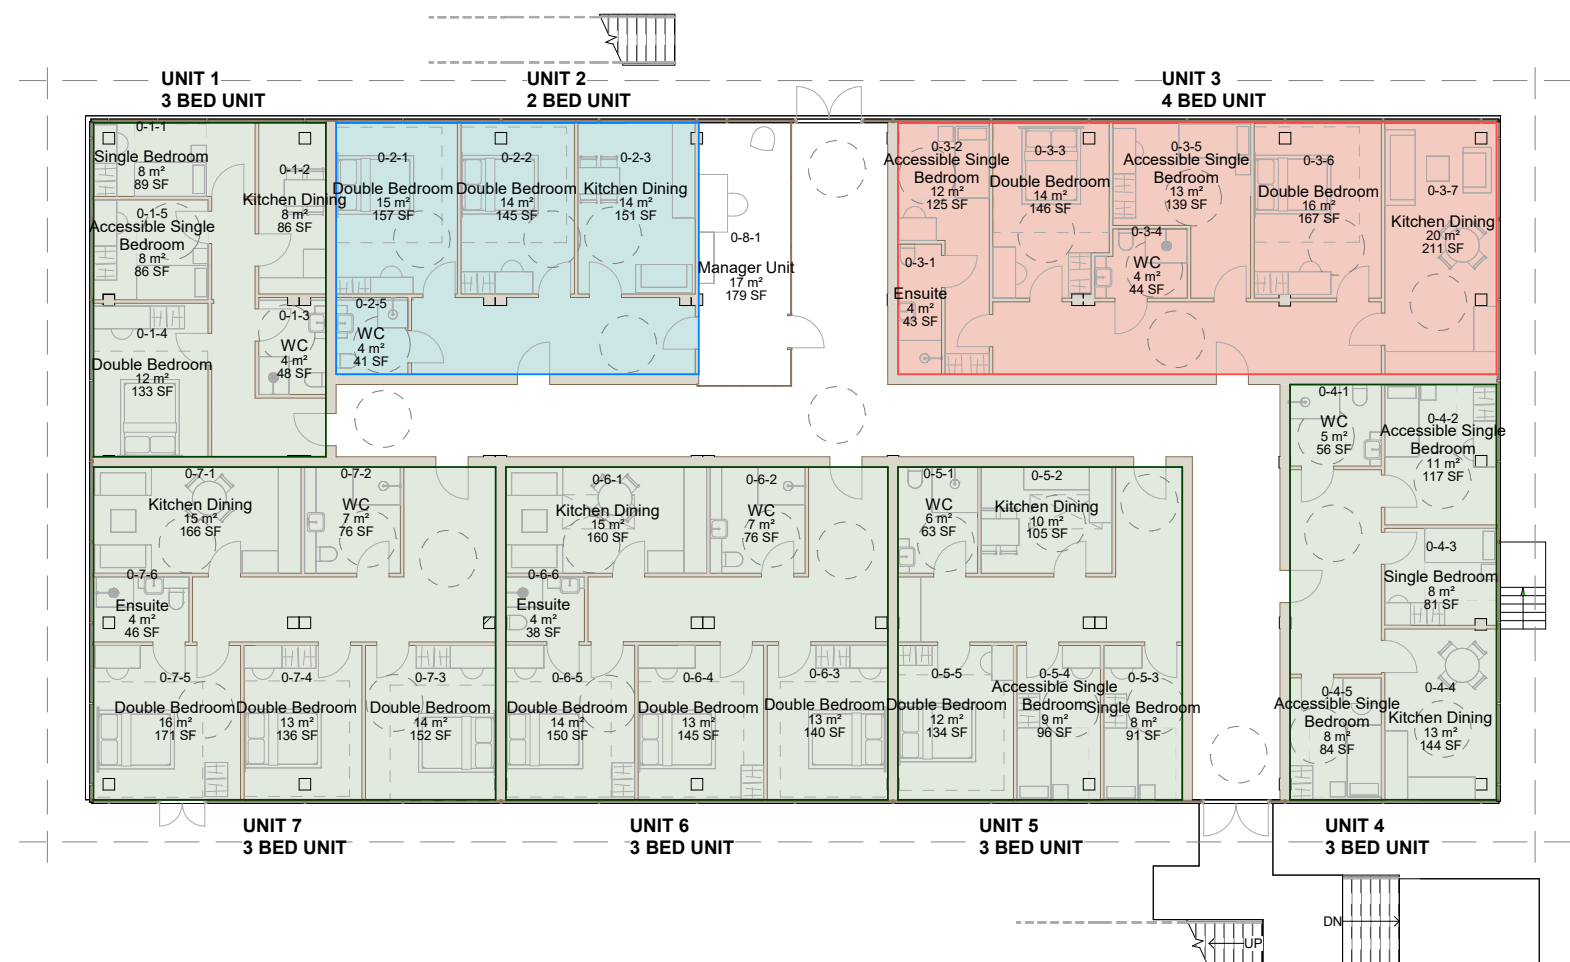 UNIT 1
3 BED UNIT
UNIT 2
2 BED UNIT
UNIT 3
4 BED UNIT
0-1-1
Single Bedroom
8 m²
89 SF
0-1-2
Kitchen Dining
8 m²
86 SF
0-1-5
Accessible Single
Bedroom
8 m²
86 SF
0-1-3
WC
4 m²
48 SF
0-1-4
Double Bedroom
12 m²
133 SF
0-2-1
Double Bedroom
15 m²
157 SF
0-2-2
Double Bedroom
14 m²
145 SF
0-2-3
Kitchen Dining
14 m²
151 SF
0-2-5
WC
4 m²
41 SF
0-8-1
Manager Unit
17 m²
179 SF
0-3-2
Accessible Single
Bedroom
12 m²
125 SF
0-3-3
Double Bedroom
14 m²
146 SF
0-3-5
Accessible Single
Bedroom
13 m²
139 SF
0-3-6
Double Bedroom
16 m²
167 SF
0-3-7
Kitchen Dining
20 m²
211 SF
0-3-4
WC
4 m²
44 SF
0-3-1
Ensuite
4 m²
43 SF
0-4-1
WC
5 m²
56 SF
0-4-2
Accessible Single
Bedroom
11 m²
117 SF
0-4-3
Single Bedroom
8 m²
81 SF
0-4-4
Kitchen Dining
13 m²
144 SF
0-4-5
Accessible Single
Bedroom
8 m²
84 SF
0-7-1
Kitchen Dining
15 m²
166 SF
0-7-2
WC
7 m²
76 SF
0-7-6
Ensuite
4 m²
46 SF
0-7-5
Double Bedroom
16 m²
171 SF
0-7-4
Double Bedroom
13 m²
136 SF
0-7-3
Double Bedroom
14 m²
152 SF
0-6-1
Kitchen Dining
15 m²
160 SF
0-6-2
WC
7 m²
76 SF
0-6-6
Ensuite
4 m²
38 SF
0-6-5
Double Bedroom
14 m²
150 SF
0-6-4
Double Bedroom
13 m²
145 SF
0-6-3
Double Bedroom
13 m²
140 SF
0-5-1
WC
6 m²
63 SF
0-5-2
Kitchen Dining
10 m²
105 SF
0-5-5
Double Bedroom
12 m²
134 SF
0-5-4
Accessible Single
Bedroom
9 m²
96 SF
0-5-3
Single Bedroom
8 m²
91 SF
UNIT 7
3 BED UNIT
UNIT 6
3 BED UNIT
UNIT 5
3 BED UNIT
UNIT 4
3 BED UNIT
DN
UP